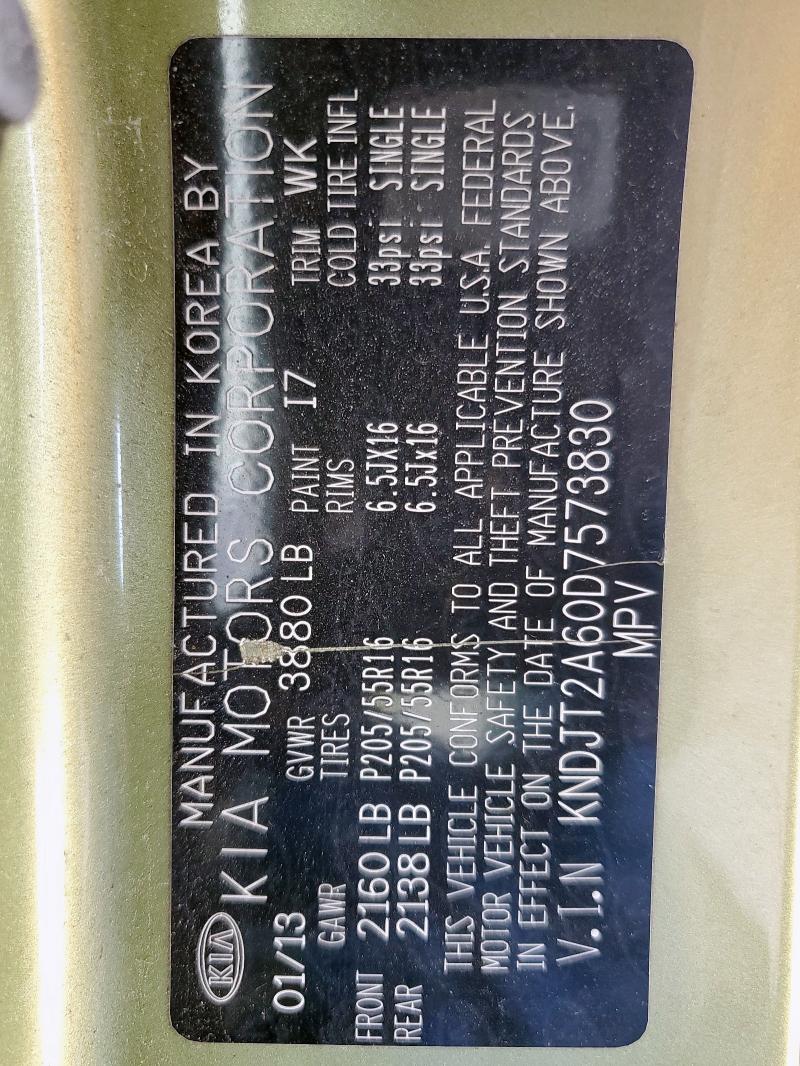 MANUFACTURED IN KOREA BY
KIA KIA MOTORS CORPORATION
01/13 GVWR 3880 LB PAINT I7 TRIM WK
GAWR TIRES RIMS COLD TIRE INFL
FRONT 2160 LB P205/55R16 6.5JX16 33psi SINGLE
REAR 2138 LB P205/55R16 6.5Jx16 33psi SINGLE
THIS VEHICLE CONFORMS TO ALL APPLICABLE U.S.A. FEDERAL
MOTOR VEHICLE SAFETY AND THEFT PREVENTION STANDARDS
IN EFFECT ON THE DATE OF MANUFACTURE SHOWN ABOVE.
V.I.N KNDJT2A60D7573830
MPV